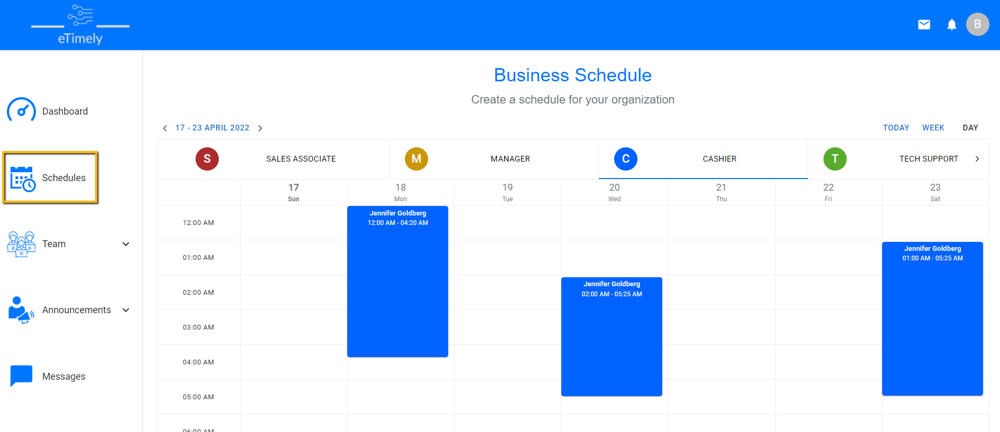 eTimely
B
Business Schedule
Create a schedule for your organization
Dashboard
Schedules
Team
Announcements
Messages
17 - 23 APRIL 2022
TODAY WEEK DAY
S SALES ASSOCIATE M MANAGER C CASHIER T TECH SUPPORT
17 18 19 20 21 22 23
Sun Mon Tue Wed Thu Fri Sat
12:00 AM
01:00 AM
02:00 AM
03:00 AM
04:00 AM
05:00 AM
06:00 AM
Jennifer Goldberg
12:00 AM - 04:20 AM
Jennifer Goldberg
02:00 AM - 05:25 AM
Jennifer Goldberg
01:00 AM - 05:25 AM